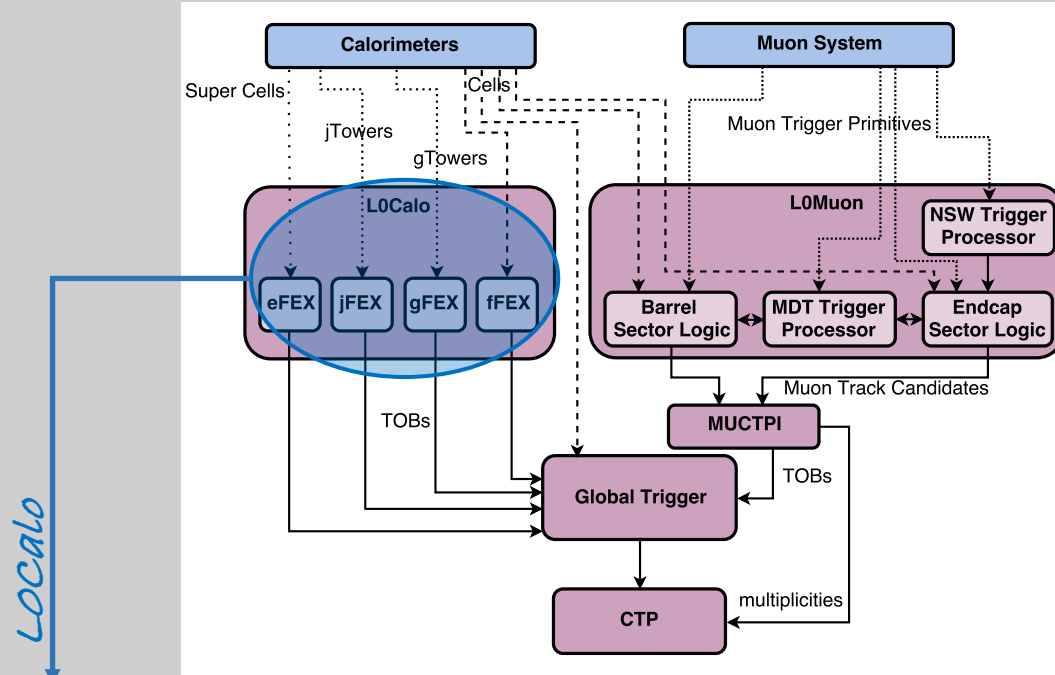 Calorimeters
Muon System
Super Cells
Cells
jTowers
Muon Trigger Primitives
gTowers
L0Calo
L0Muon
NSW Trigger
Processor
eFEX
jFEX
gFEX
fFEX
Barrel
Sector Logic
MDT Trigger
Processor
Endcap
Sector Logic
Muon Track Candidates
TOBs
MUCTPI
TOBs
Global Trigger
multiplicities
CTP
L0Calo